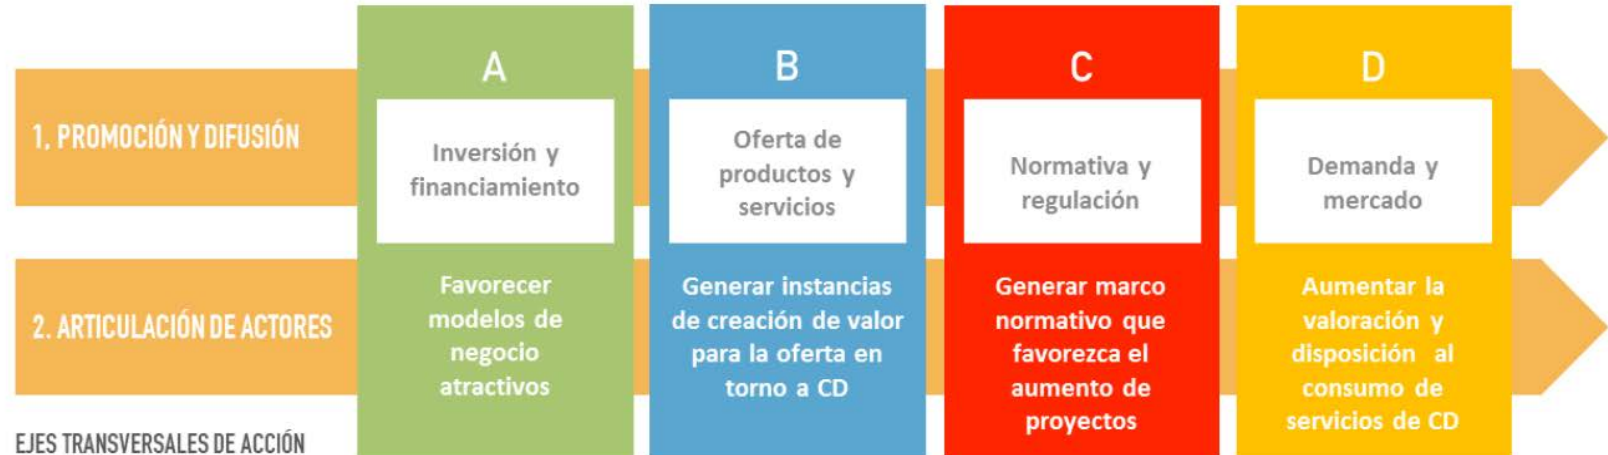 1. PROMOCIÓN Y DIFUSIÓN
2. ARTICULACIÓN DE ACTORES
EJES TRANSVERSALES DE ACCIÓN
A
Inversión y
financiamiento
Favorecer
modelos de
negocio
atractivos
B
Oferta de
productos y
servicios
Generar instancias
de creación de valor
para la oferta en
torno a CD
C
Normativa y
regulación
Generar marco
normativo que
favorezca el
aumento de
proyectos
D
Demanda y
mercado
Aumentar la
valoración y
disposición al
consumo de
servicios de CD